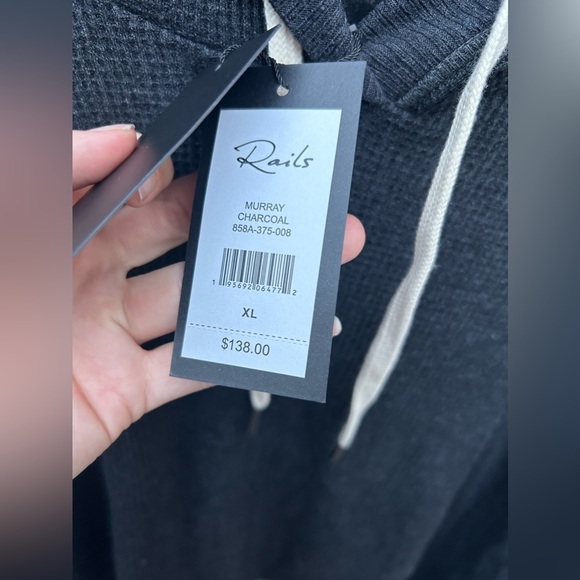 Rails
MURRAY
CHARCOAL
858A-375-008
1 95692 06477 2
XL
$138.00